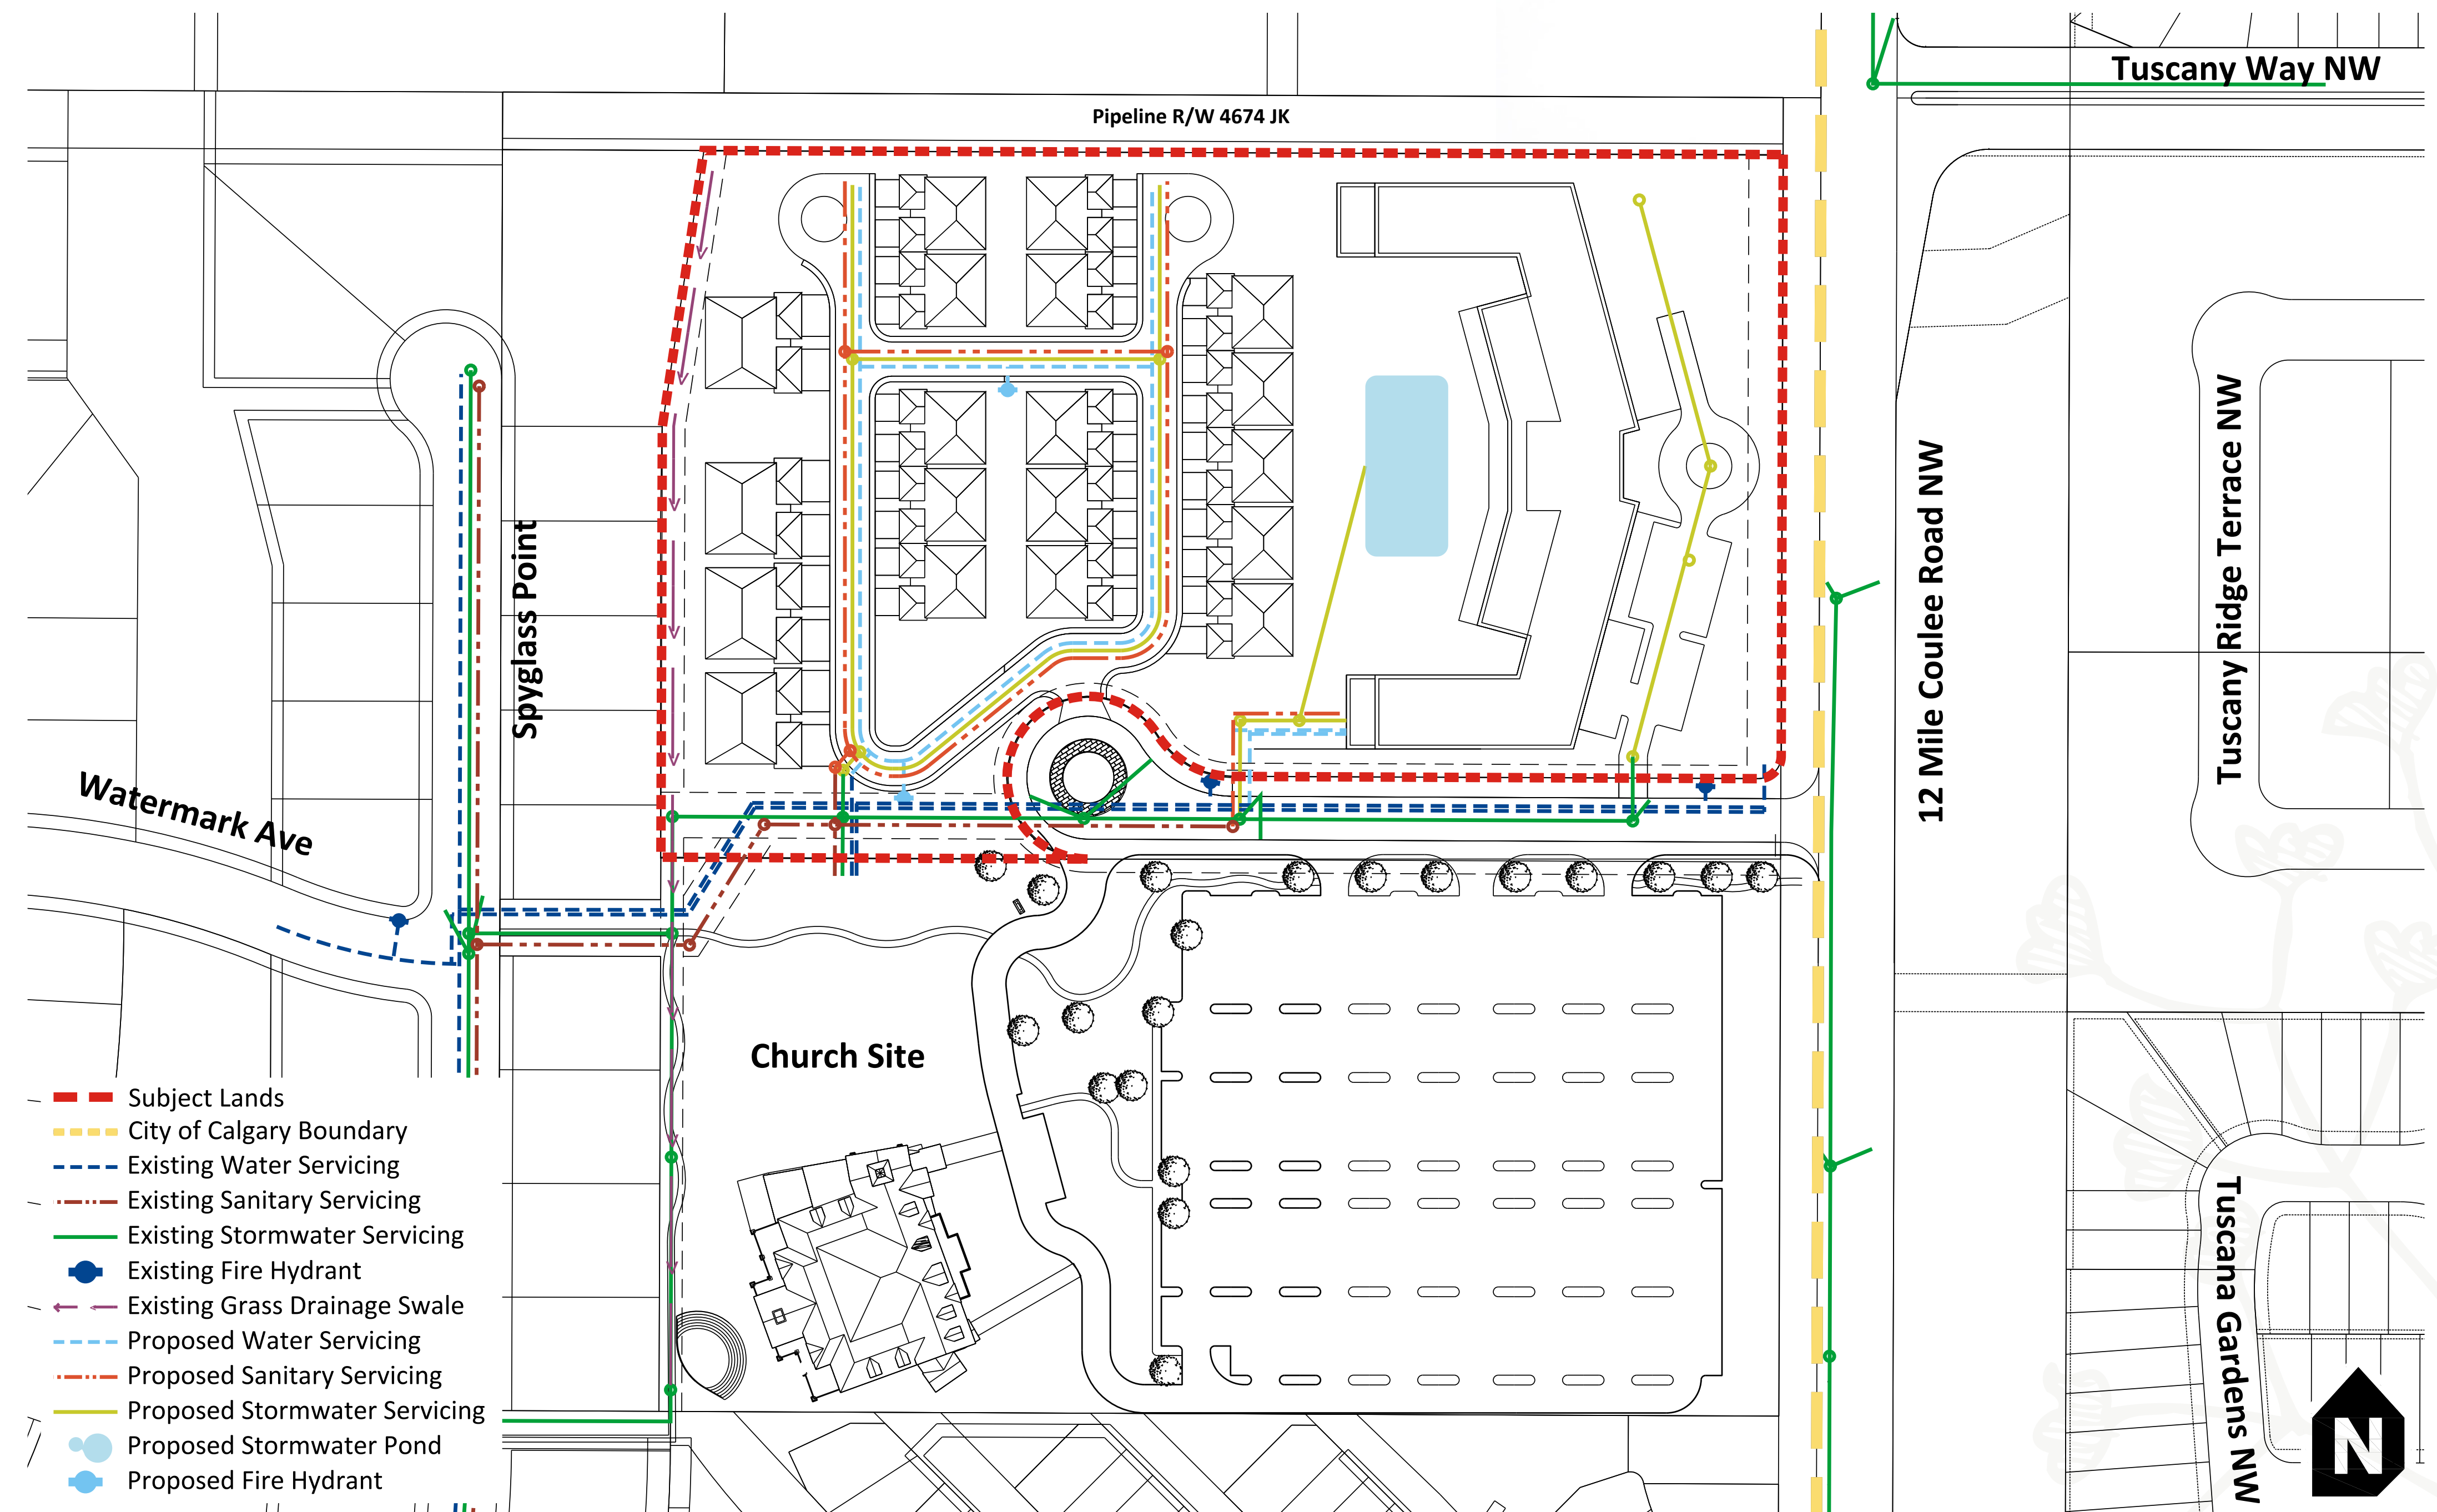 Tuscany Way NW
Pipeline R/W 4674 JK
Spyglass Point
12 Mile Coulee Road NW
Tuscany Ridge Terrace NW
Watermark Ave
Church Site
Tuscana Gardens NW
Subject Lands
City of Calgary Boundary
Existing Water Servicing
Existing Sanitary Servicing
Existing Stormwater Servicing
Existing Fire Hydrant
Existing Grass Drainage Swale
Proposed Water Servicing
Proposed Sanitary Servicing
Proposed Stormwater Servicing
Proposed Stormwater Pond
Proposed Fire Hydrant
N